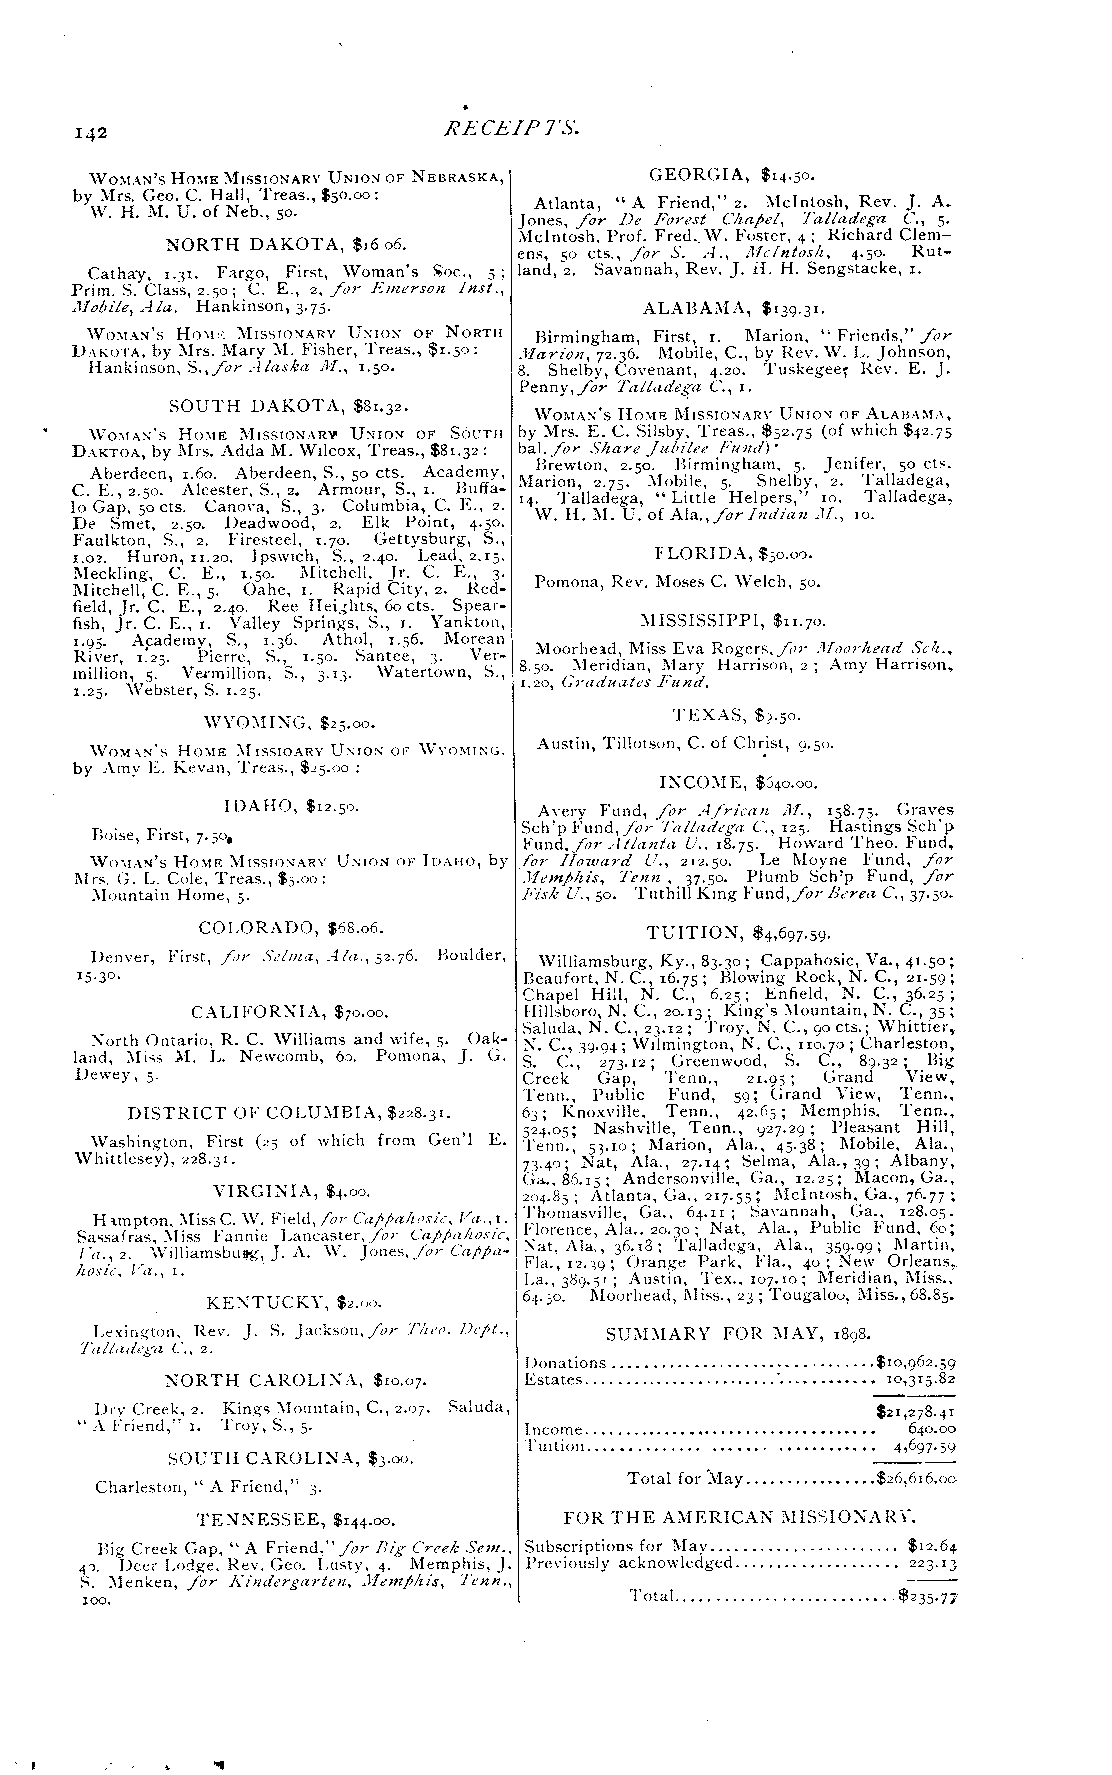 142
RECEIPTS.
WOMAN'S HOME MISSIONARY UNION OF NEBRASKA,
by Mrs. Geo. C. Hall, Treas., $50.00:
W. H. M. U. of Neb., 50.
NORTH DAKOTA, $16 06.
Cathay, 1.31. Fargo, First, Woman's Soc., 5;
Prim. S. Class, 2.50; C. E., 2, for Emerson Inst.,
Mobile, Ala. Hankinson, 3.75.
WOMAN'S HOME MISSIONARY UNION OF NORTH
DAKOTA, by Mrs. Mary M. Fisher, Treas., $1.50:
Hankinson, S., for Alaska M., 1.50.
SOUTH DAKOTA, $81.32.
WOMAN'S HOME MISSIONARY UNION OF SOUTH
DAKTOA, by Mrs. Adda M. Wilcox, Treas., $81.32:
Aberdeen, 1.60. Aberdeen, S., 50 cts. Academy,
C. E., 2.50. Alcester, S., 2. Armour, S., 1. Buffa-
lo Gap, 50 cts. Canova, S., 3. Columbia, C. E., 2.
De Smet, 2.50. Deadwood, 2. Elk Point, 4.50.
Faulkton, S., 2. Firesteel, 1.70. Gettysburg, S.,
1.02. Huron, 11.20. Ipswich, S., 2.40. Lead, 2.15.
Meckling, C. E., 1.50. Mitchell, Jr. C. E., 3.
Mitchell, C. E., 5. Oahe, 1. Rapid City, 2. Red-
field, Jr. C. E., 2.40. Ree Heights, 60 cts. Spear-
fish, Jr. C. E., 1. Valley Springs, S., 1. Yankton,
1.95. Academy, S., 1.36. Athol, 1.56. Morean
River, 1.25. Pierre, S., 1.50. Santee, 3. Ver-
million, 5. Vermillion, S., 3.13. Watertown, S.,
1.25. Webster, S. 1.25.
WYOMING, $25.00.
WOMAN'S HOME MISSIOARY UNION OF WYOMING,
by Amy E. Kevan, Treas., $25.00 :
IDAHO, $12.50.
Boise, First, 7.50.
WOMAN'S HOME MISSIONARY UNION OF IDAHO, by
Mrs. G. L. Cole, Treas., $5.00:
Mountain Home, 5.
COLORADO, $68.06.
Denver, First, for Selma, Ala., 52.76. Boulder,
15.30.
CALIFORNIA, $70.00.
North Ontario, R. C. Williams and wife, 5. Oak-
land, Miss M. L. Newcomb, 60. Pomona, J. G.
Dewey, 5.
DISTRICT OF COLUMBIA, $228.31.
Washington, First (25 of which from Gen'l E.
Whittlesey), 228.31.
VIRGINIA, $4.00.
Hampton, Miss C. W. Field, for Cappahosic, Va., 1.
Sassafras, Miss Fannie Lancaster, for Cappahosic,
Va., 2. Williamsburg, J. A. W. Jones, for Cappa-
hosic, Va., 1.
KENTUCKY, $2.00.
Lexington, Rev. J. S. Jackson, for Theo. Dept.,
Talladega C., 2.
NORTH CAROLINA, $10.07.
Dry Creek, 2. Kings Mountain, C., 2.07. Saluda,
"A Friend," 1. Troy, S., 5.
SOUTH CAROLINA, $3.00.
Charleston, "A Friend," 3.
TENNESSEE, $144.00.
Big Creek Gap, "A Friend," for Big Creek Sem.,
40. Deer Lodge, Rev. Geo. Lusty, 4. Memphis, J.
S. Menken, for Kindergarten, Memphis, Tenn.,
100.
GEORGIA, $14.50.
Atlanta, "A Friend," 2. McIntosh, Rev. J. A.
Jones, for De Forest Chapel, Talladega C., 5.
McIntosh, Prof. Fred. W. Foster, 4; Richard Clem-
ens, 50 cts., for S. A., McIntosh, 4.50. Rut-
land, 2. Savannah, Rev. J. H. H. Sengstacke, 1.
ALABAMA, $139.31.
Birmingham, First, 1. Marion, "Friends," for
Marion, 72.36. Mobile, C., by Rev. W. L. Johnson,
8. Shelby, Covenant, 4.20. Tuskegee; Rev. E. J.
Penny, for Talladega C., 1.
WOMAN'S HOME MISSIONARY UNION OF ALABAMA,
by Mrs. E. C. Silsby, Treas., $52.75 (of which $42.75
bal. for Share Jubilee Fund):
Brewton, 2.50. Birmingham, 5. Jenifer, 50 cts.
Marion, 2.75. Mobile, 5. Shelby, 2. Talladega,
14. Talladega, "Little Helpers," 10. Talladega,
W. H. M. U. of Ala., for Indian M., 10.
FLORIDA, $50.00.
Pomona, Rev. Moses C. Welch, 50.
MISSISSIPPI, $11.70.
Moorhead, Miss Eva Rogers, for Moorhead Sch.,
8.50. Meridian, Mary Harrison, 2; Amy Harrison,
1.20, Graduates Fund.
TEXAS, $9.50.
Austin, Tillotson, C. of Christ, 9.50.
INCOME, $640.00.
Avery Fund, for African M., 158.75. Graves
Sch'p Fund, for Talladega C., 125. Hastings Sch'p
Fund, for Atlanta U., 18.75. Howard Theo. Fund,
for Howard U., 212.50. Le Moyne Fund, for
Memphis, Tenn., 37.50. Plumb Sch'p Fund, for
Fisk U., 50. Tuthill King Fund, for Berea C., 37.50.
TUITION, $4,697.59.
Williamsburg, Ky., 83.30; Cappahosic, Va., 41.50;
Beaufort, N. C., 16.75; Blowing Rock, N. C., 21.59;
Chapel Hill, N. C., 6.25; Enfield, N. C., 36.25;
Hillsboro, N. C., 20.13; King's Mountain, N. C., 35;
Saluda, N. C., 23.12; Troy, N. C., 90 cts.; Whittier,
N. C., 39.94; Wilmington, N. C., 110.70; Charleston,
S. C., 273.12; Greenwood, S. C., 89.32; Big
Creek Gap, Tenn., 21.95; Grand View,
Tenn., Public Fund, 59; Grand View, Tenn.,
63; Knoxville, Tenn., 42.65; Memphis, Tenn.,
524.05; Nashville, Tenn., 927.29; Pleasant Hill,
Tenn., 53.10; Marion, Ala., 45.38; Mobile, Ala.,
73.40; Nat, Ala., 27.14; Selma, Ala., 39; Albany,
Ga., 86.15; Andersonville, Ga., 12.25; Macon, Ga.,
204.85; Atlanta, Ga., 217.55; McIntosh, Ga., 76.77;
Thomasville, Ga., 64.11; Savannah, Ga., 128.05.
Florence, Ala., 20.30; Nat, Ala., Public Fund, 60;
Nat, Ala., 36.18; Talladega, Ala., 359.99; Martin,
Fla., 12.39; Orange Park, Fla., 40; New Orleans,
La., 389.51; Austin, Tex., 107.10; Meridian, Miss.,
64.50. Moorhead, Miss., 23; Tougaloo, Miss., 68.85.
SUMMARY FOR MAY, 1898.
Donations ................................ $10,962.59
Estates .................................... 10,315.82
$21,278.41
Income .................................... 640.00
Tuition .................................... 4,697.59
Total for May ................ $26,616.00
FOR THE AMERICAN MISSIONARY.
Subscriptions for May ........................ $12.64
Previously acknowledged .................... 223.13
Total ........................... $235.77